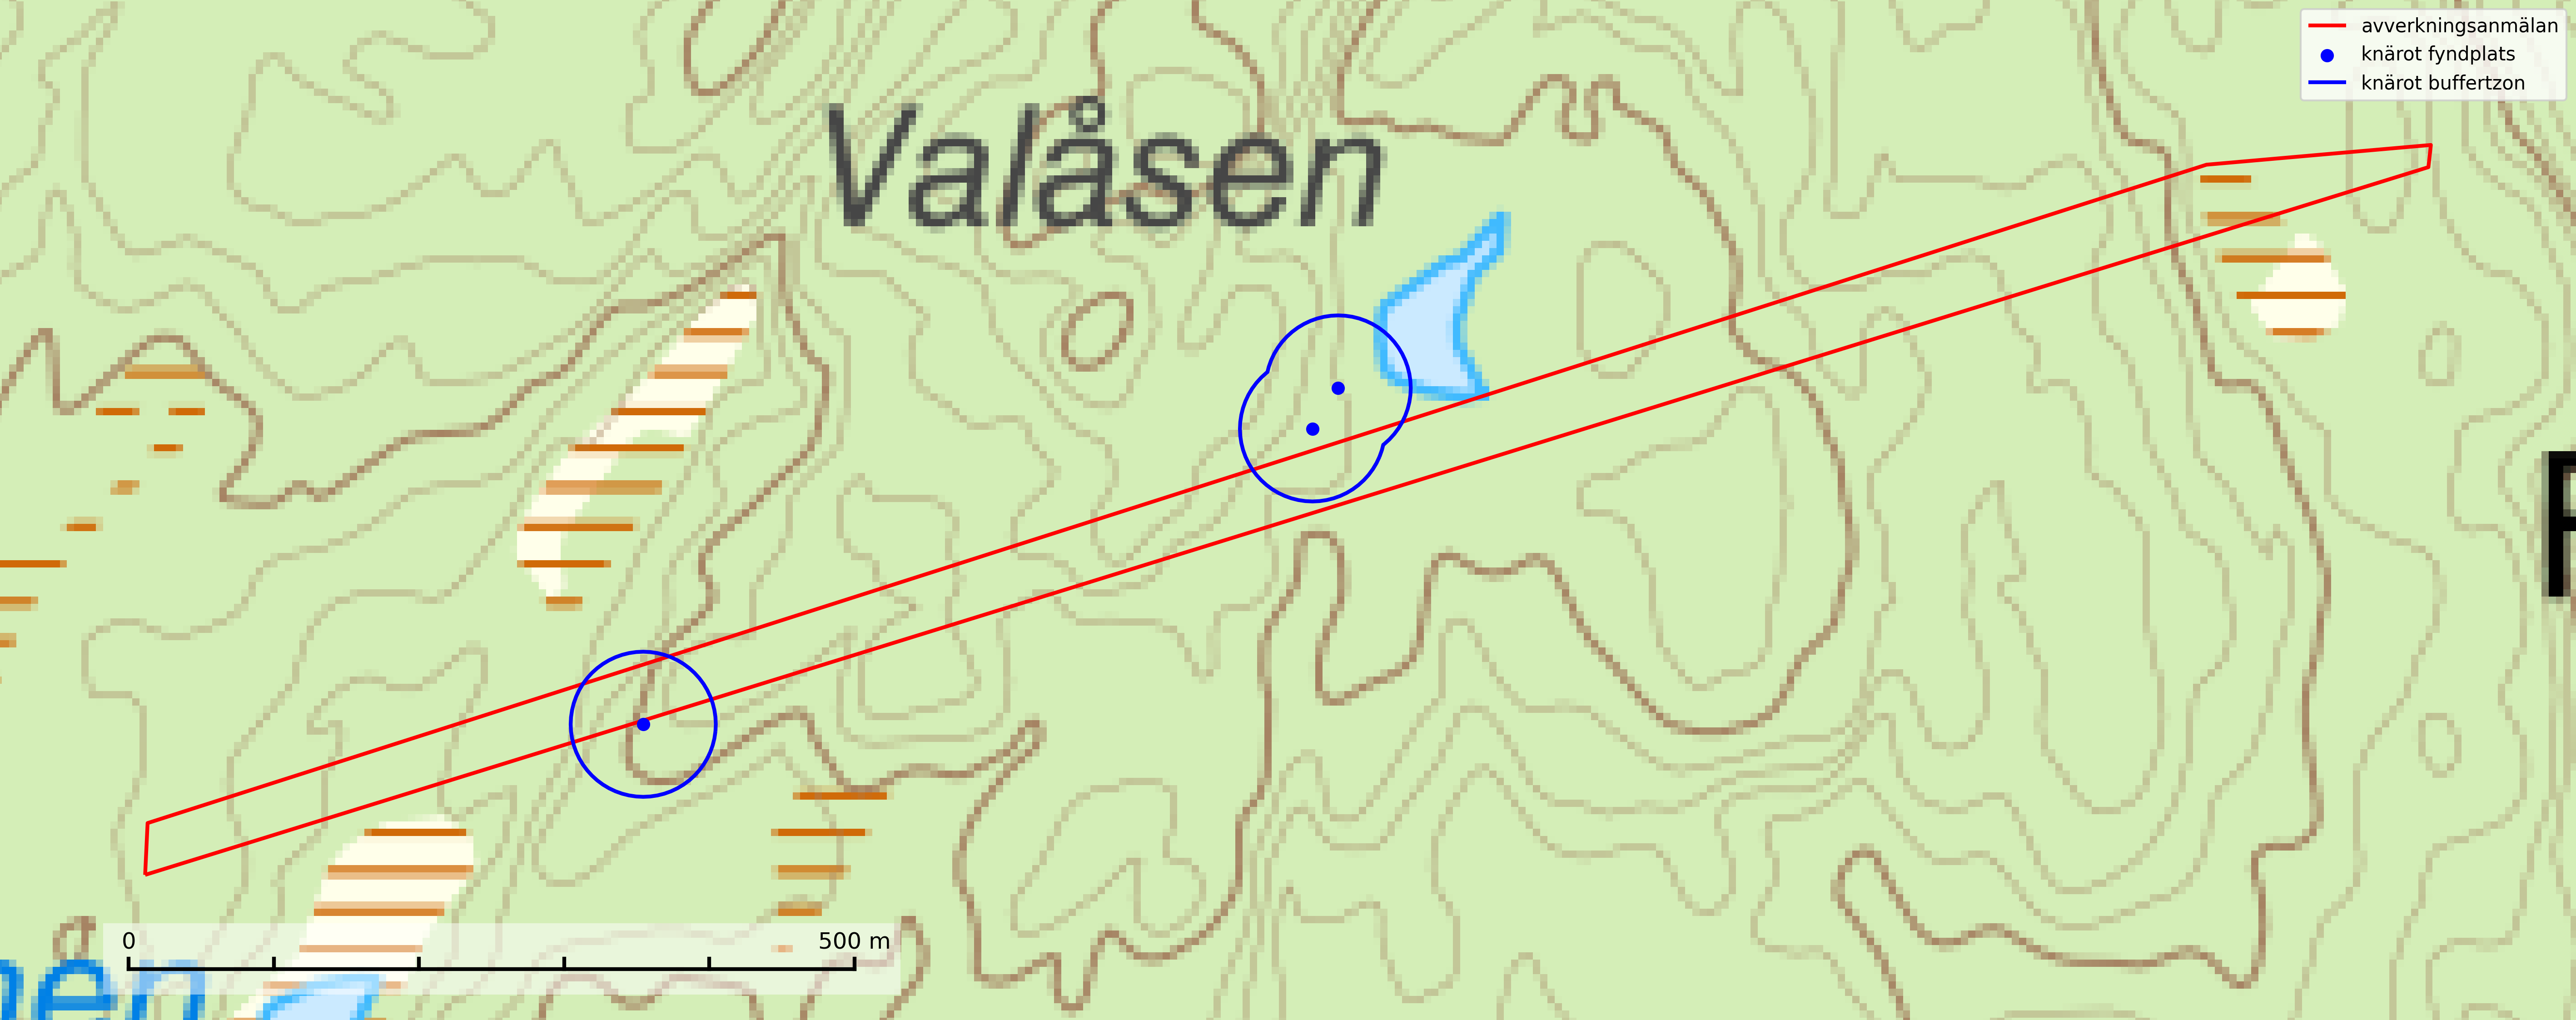 avverkningsanmälan
knärot fyndplats
knärot buffertzon
Valåsen
0 500 m